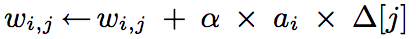 w_{i,j} ← w_{i,j} + α × a_i × Δ[j]